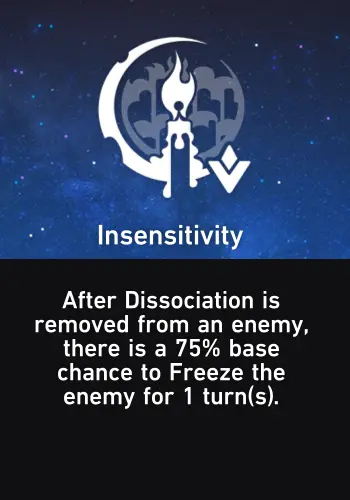 Insensitivity
After Dissociation is
removed from an enemy,
there is a 75% base
chance to Freeze the
enemy for 1 turn(s).